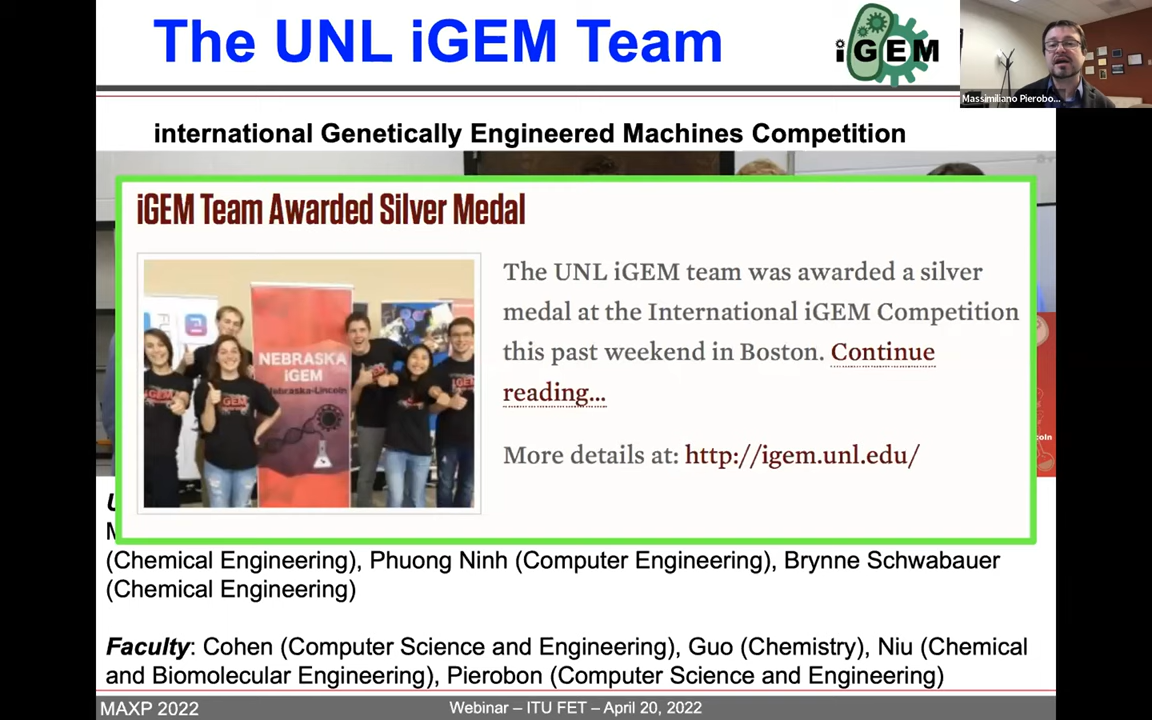 The UNL iGEM Team
iGEM
Massimiliano Pierobo...
international Genetically Engineered Machines Competition
iGEM Team Awarded Silver Medal
The UNL iGEM team was awarded a silver
medal at the International iGEM Competition
this past weekend in Boston. Continue
reading...
More details at: http://igem.unl.edu/
NEBRASKA
iGEM
Nebraska-Lincoln
(Chemical Engineering), Phuong Ninh (Computer Engineering), Brynne Schwabauer
(Chemical Engineering)
Faculty: Cohen (Computer Science and Engineering), Guo (Chemistry), Niu (Chemical
and Biomolecular Engineering), Pierobon (Computer Science and Engineering)
MAXP 2022
Webinar – ITU FET – April 20, 2022